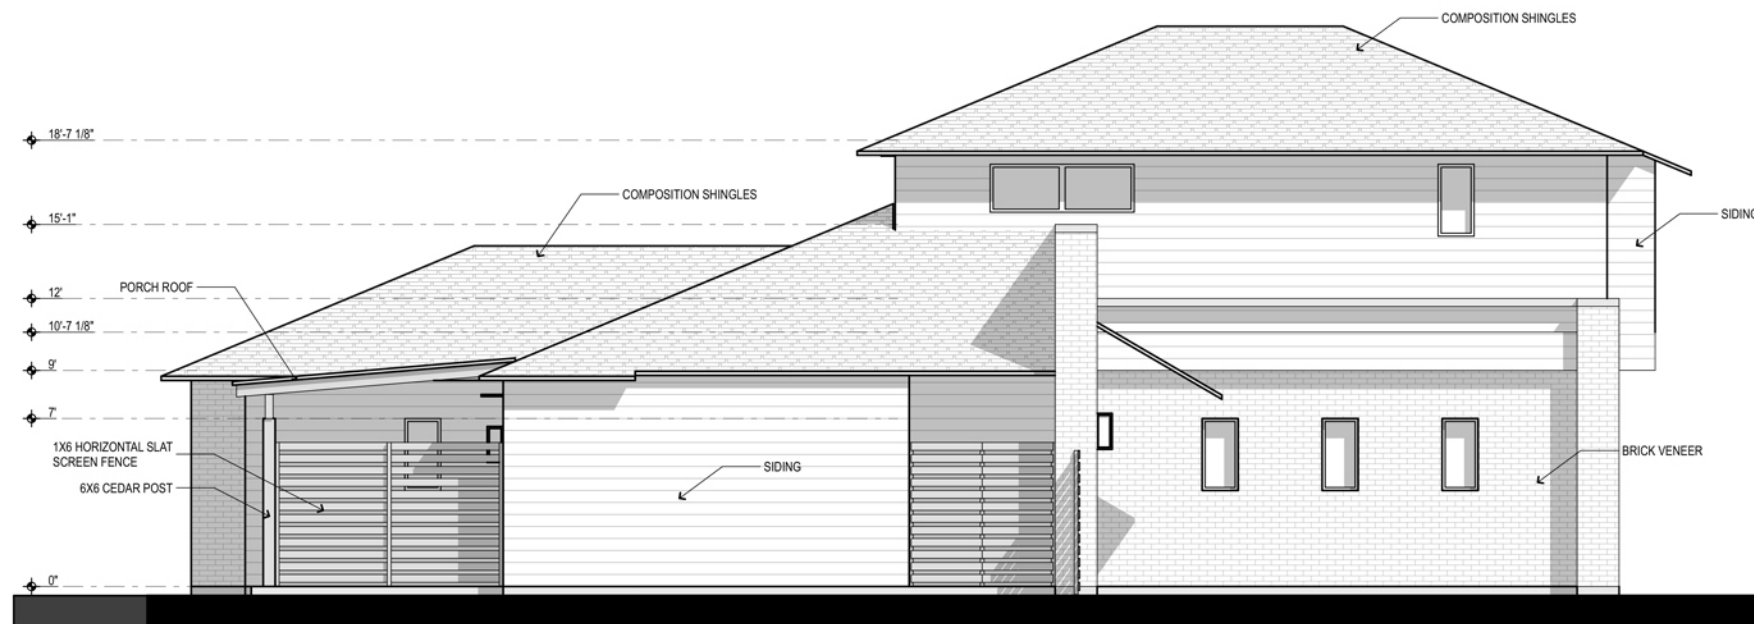 COMPOSITION SHINGLES
18'-7 1/8"
COMPOSITION SHINGLES
15'-1"
SIDING
PORCH ROOF
12'
10'-7 1/8"
9'
7'
1X6 HORIZONTAL SLAT
SCREEN FENCE
BRICK VENEER
SIDING
6X6 CEDAR POST
0"